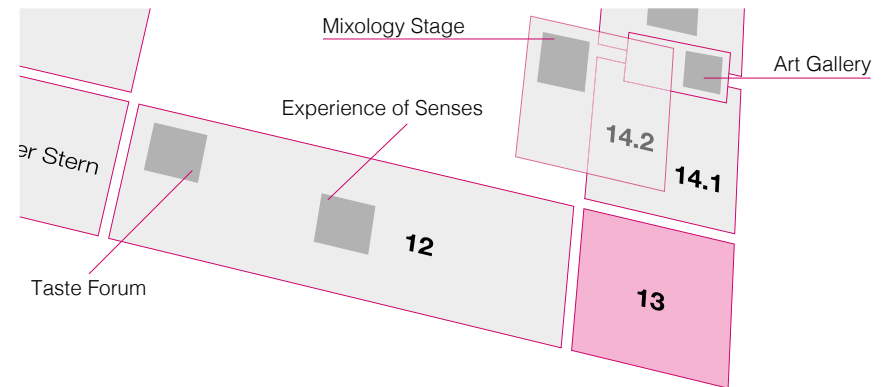 Mixology Stage
Art Gallery
Experience of Senses
14.2
er Stern
14.1
12
Taste Forum
13